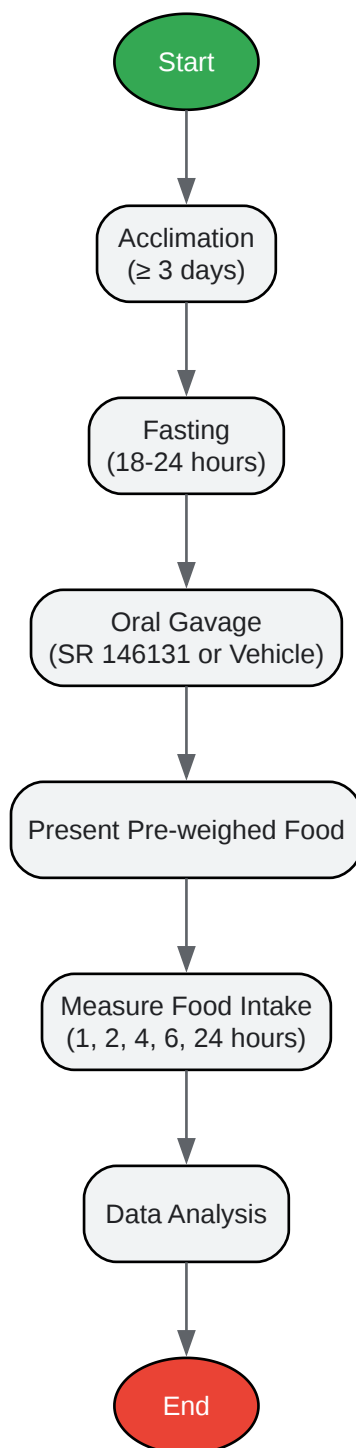 Start
Acclimation
(≥ 3 days)
Fasting
(18-24 hours)
Oral Gavage
(SR 146131 or Vehicle)
Present Pre-weighed Food
Measure Food Intake
(1, 2, 4, 6, 24 hours)
Data Analysis
End